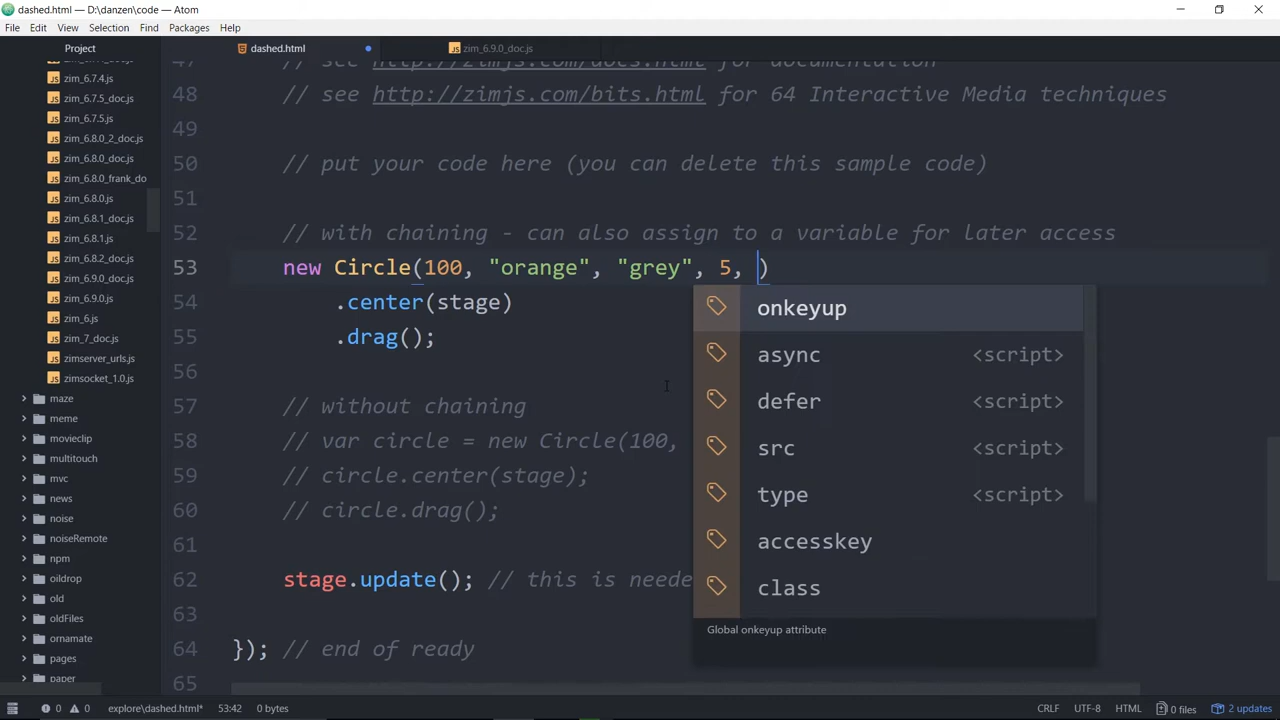 dashed.html — D:\danzen\code — Atom
File Edit View Selection Find Packages Help
Project
dashed.html
zim_6.9.0_doc.js
zim_6.7.4.js
zim_6.7.5_doc.js
zim_6.7.5.js
zim_6.8.0_2_doc.js
zim_6.8.0_doc.js
zim_6.8.0_frank_do
zim_6.8.0.js
zim_6.8.1_doc.js
zim_6.8.1.js
zim_6.8.2_doc.js
zim_6.9.0_doc.js
zim_6.9.0.js
zim_6.js
zim_7_doc.js
zimserver_urls.js
zimsocket_1.0.js
maze
meme
movieclip
multitouch
mvc
news
noise
noiseRemote
npm
oildrop
old
oldFiles
ornamate
pages
paper
47 // see http://zimjs.com/docs.html for documentation
48 // see http://zimjs.com/bits.html for 64 Interactive Media techniques
49
50 // put your code here (you can delete this sample code)
51
52 // with chaining - can also assign to a variable for later access
53 new Circle(100, "orange", "grey", 5, )
54 .center(stage)
55 .drag();
56
57 // without chaining
58 // var circle = new Circle(100,
59 // circle.center(stage);
60 // circle.drag();
61
62 stage.update(); // this is neede
63
64 }); // end of ready
65
onkeyup
async <script>
defer <script>
src <script>
type <script>
accesskey
class
Global onkeyup attribute
0 0 explore\dashed.html* 53:42 0 bytes CRLF UTF-8 HTML 0 files 2 updates